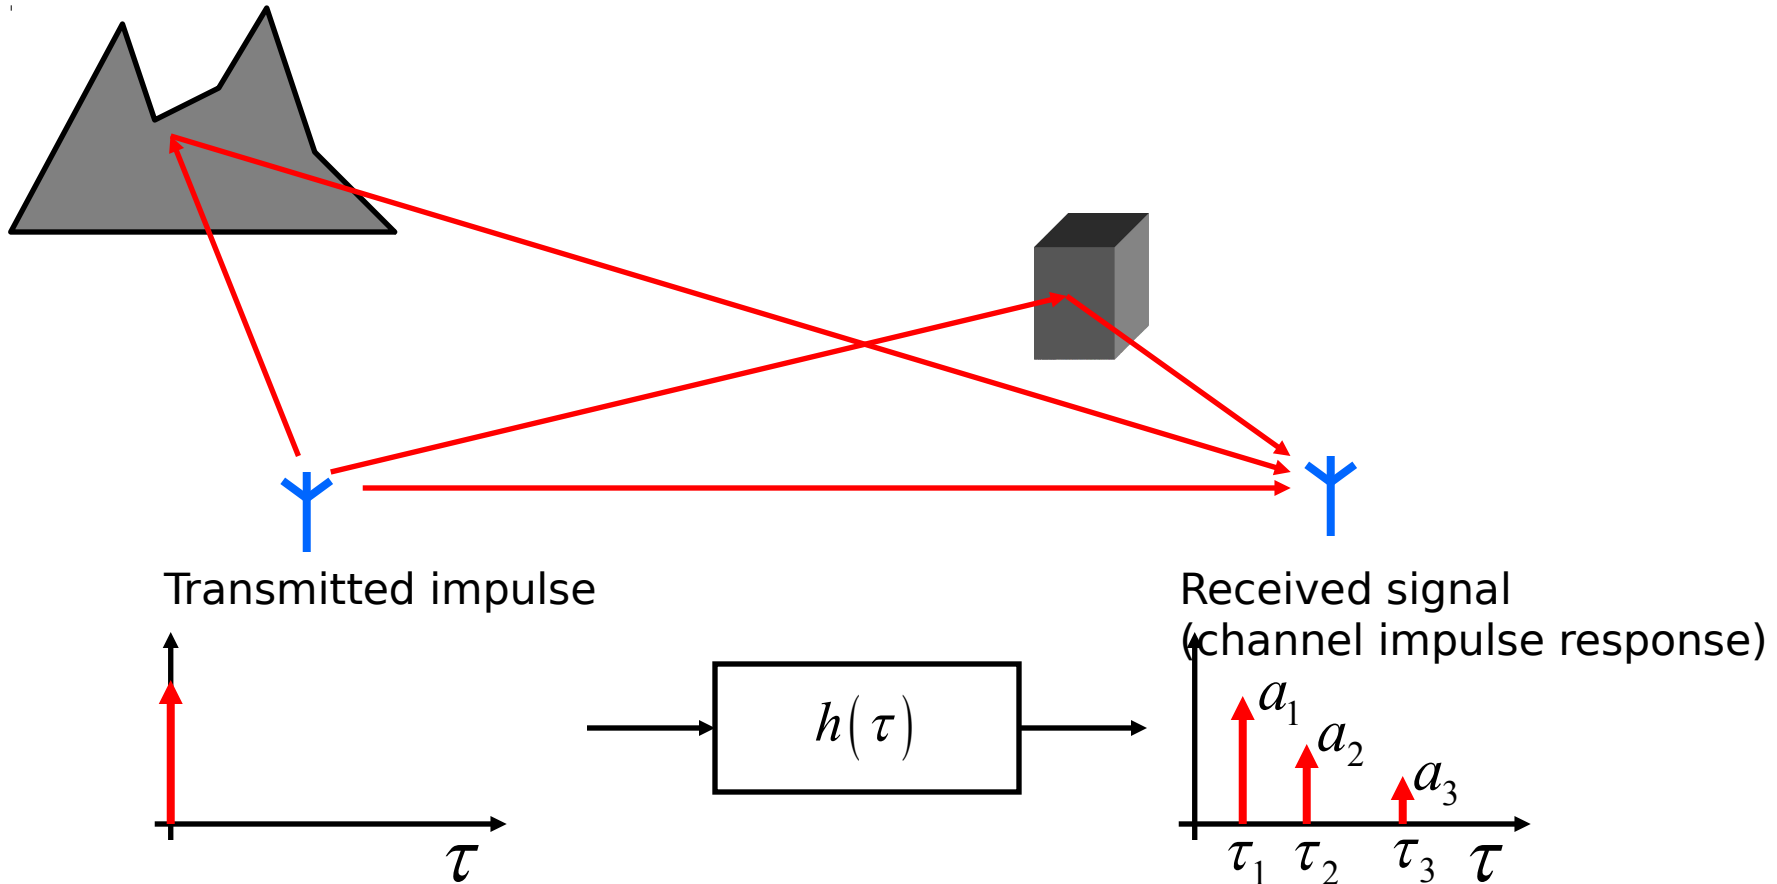 Transmitted impulse
Received signal
(channel impulse response)
h(τ)
a₁
a₂
a₃
τ
τ₁ τ₂ τ₃ τ